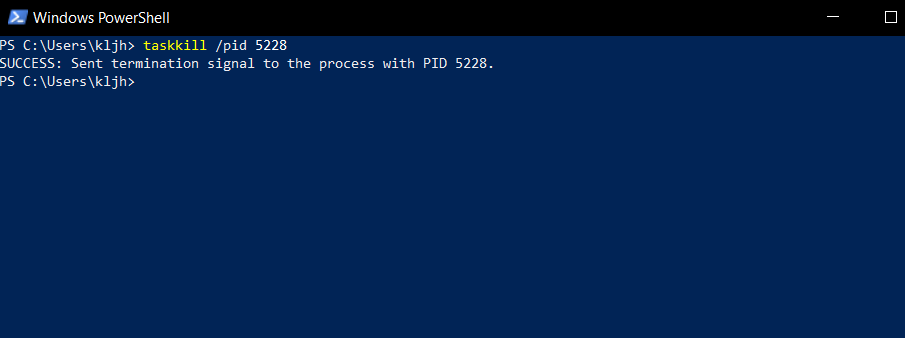 Windows PowerShell
PS C:\Users\kljh> taskkill /pid 5228
SUCCESS: Sent termination signal to the process with PID 5228.
PS C:\Users\kljh>